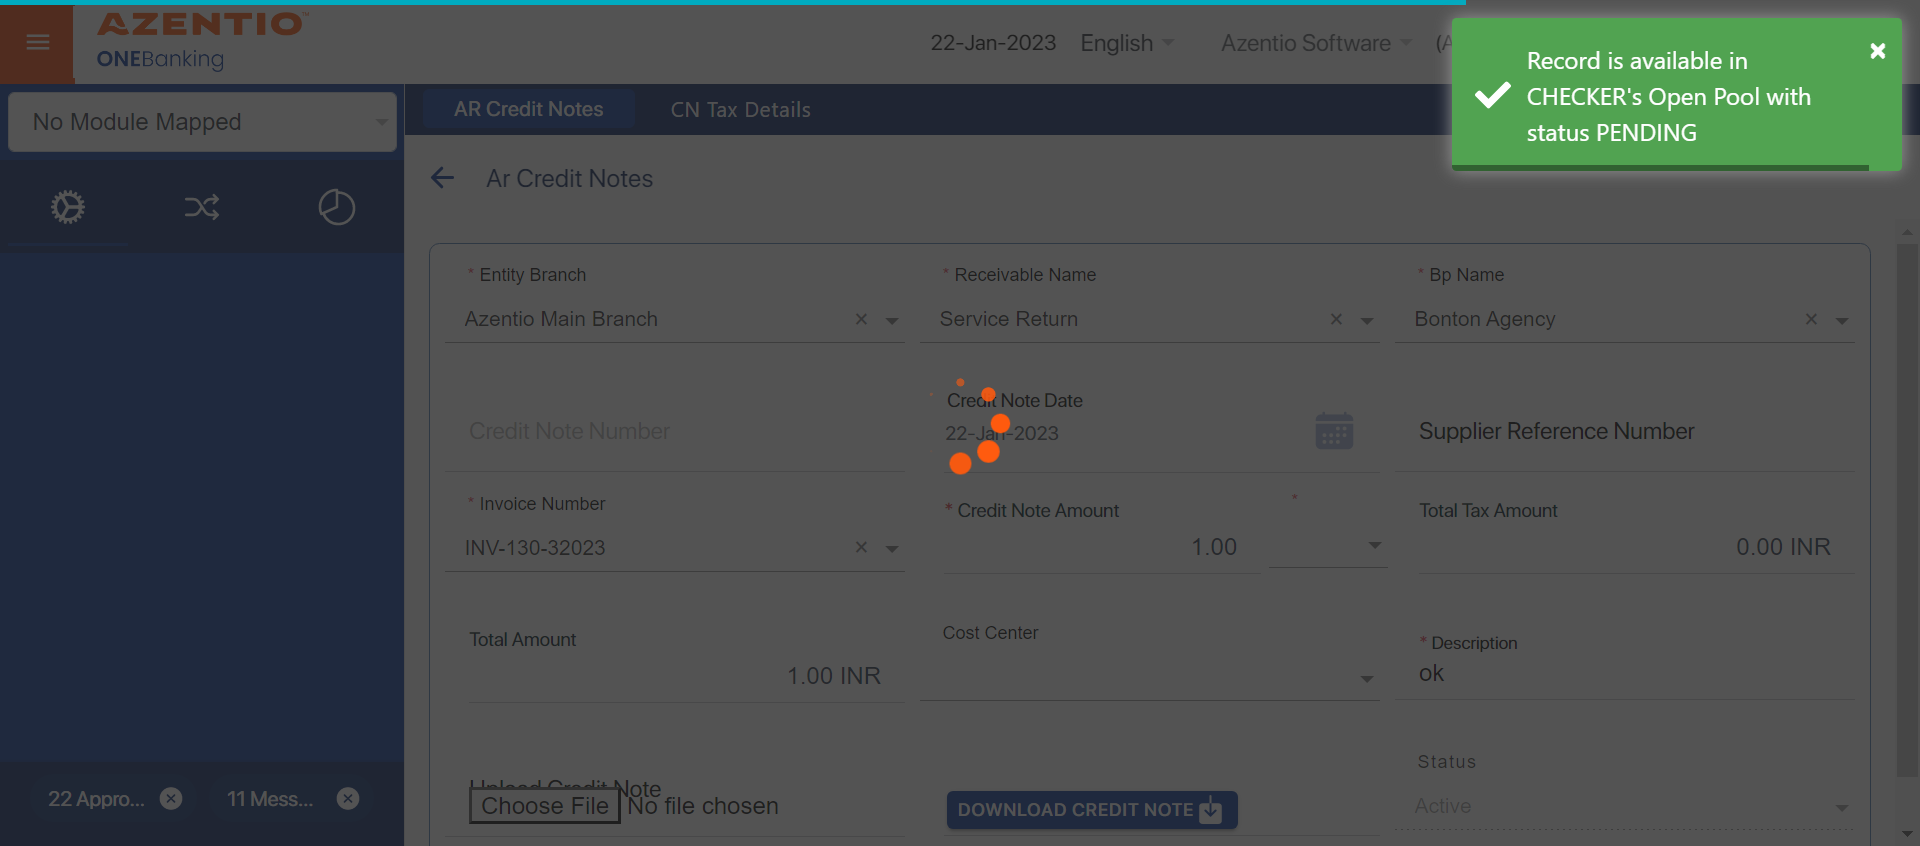 AZENTIO™
ONEBanking
22-Jan-2023
English
Azentio Software
(A
Record is available in
CHECKER's Open Pool with
status PENDING
No Module Mapped
AR Credit Notes
CN Tax Details
Ar Credit Notes
* Entity Branch
Azentio Main Branch
* Receivable Name
Service Return
* Bp Name
Bonton Agency
Credit Note Number
Credit Note Date
22-Jan-2023
Supplier Reference Number
* Invoice Number
INV-130-32023
* Credit Note Amount
1.00
*
Total Tax Amount
0.00 INR
Total Amount
1.00 INR
Cost Center
* Description
ok
Upload Credit Note
Choose File No file chosen
DOWNLOAD CREDIT NOTE
Status
Active
22 Appro...
11 Mess...